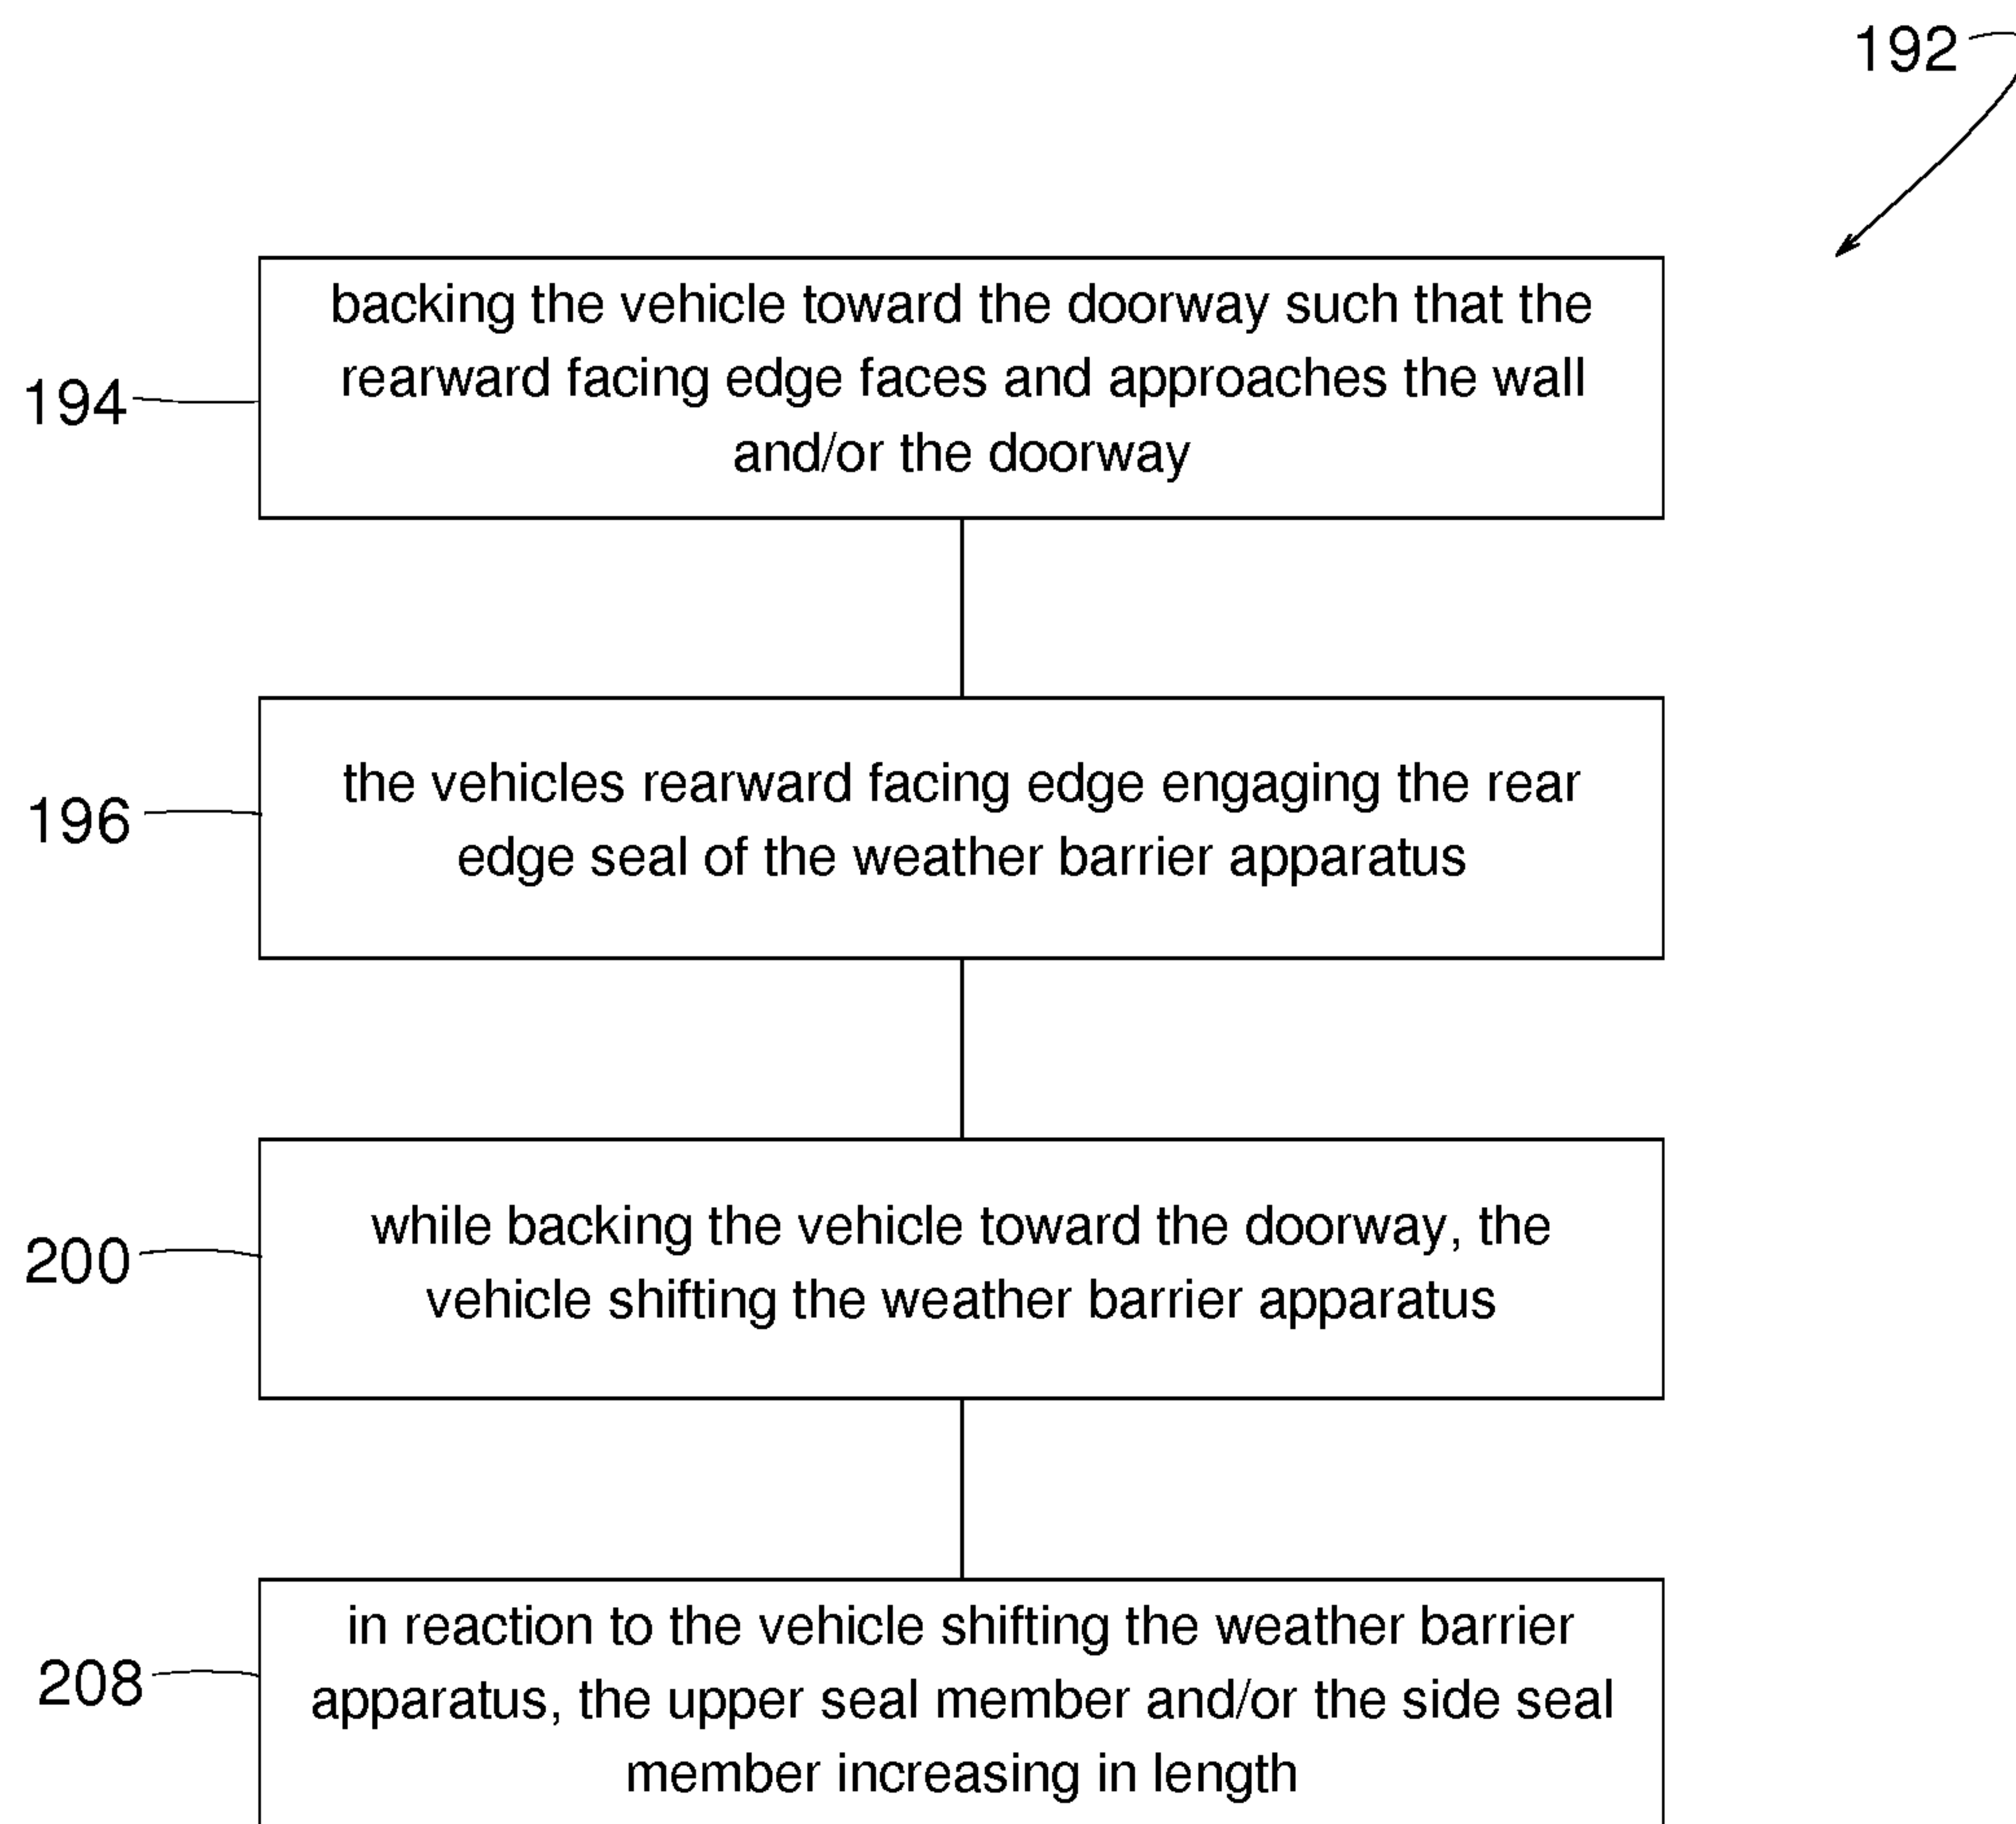 192
backing the vehicle toward the doorway such that the
rearward facing edge faces and approaches the wall
and/or the doorway
194
the vehicles rearward facing edge engaging the rear
edge seal of the weather barrier apparatus
196
while backing the vehicle toward the doorway, the
vehicle shifting the weather barrier apparatus
200
in reaction to the vehicle shifting the weather barrier
apparatus, the upper seal member and/or the side seal
member increasing in length
208